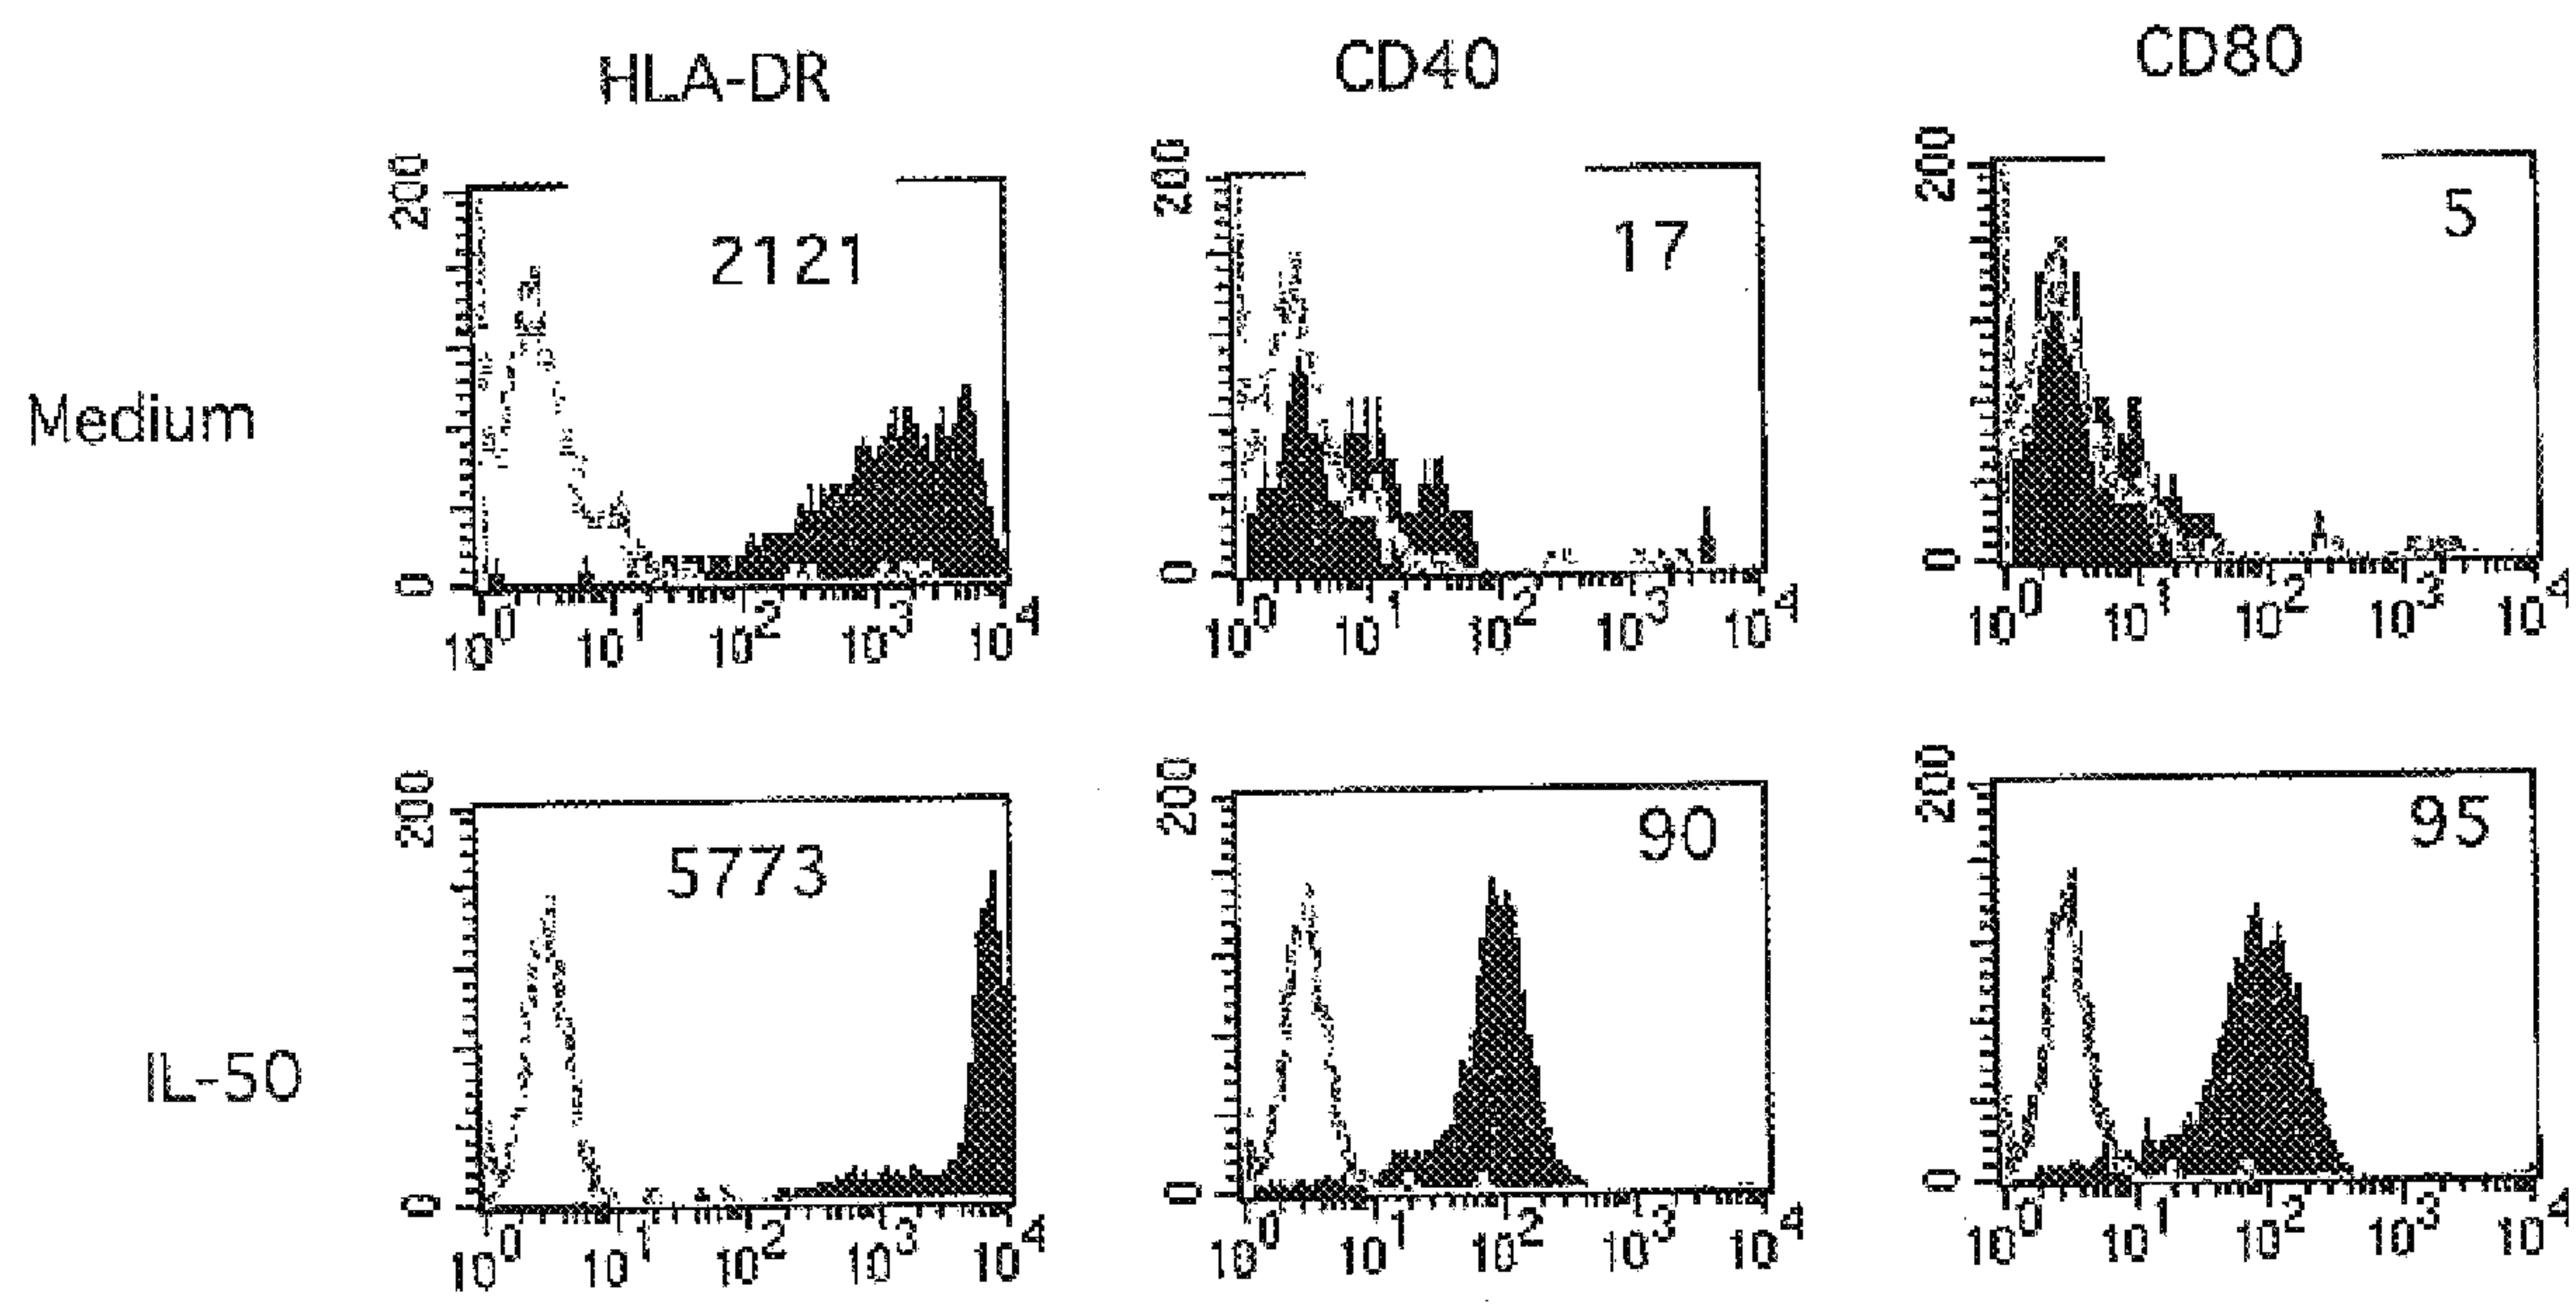 HLA-DR CD40 CD80
Medium
200 2121 0 10^0 10^1 10^2 10^3 10^4
200 17 0 10^0 10^1 10^2 10^3 10^4
200 5 0 10^0 10^1 10^2 10^3 10^4
IL-50
200 5773 0 10^0 10^1 10^2 10^3 10^4
200 90 0 10^0 10^1 10^2 10^3 10^4
200 95 0 10^0 10^1 10^2 10^3 10^4